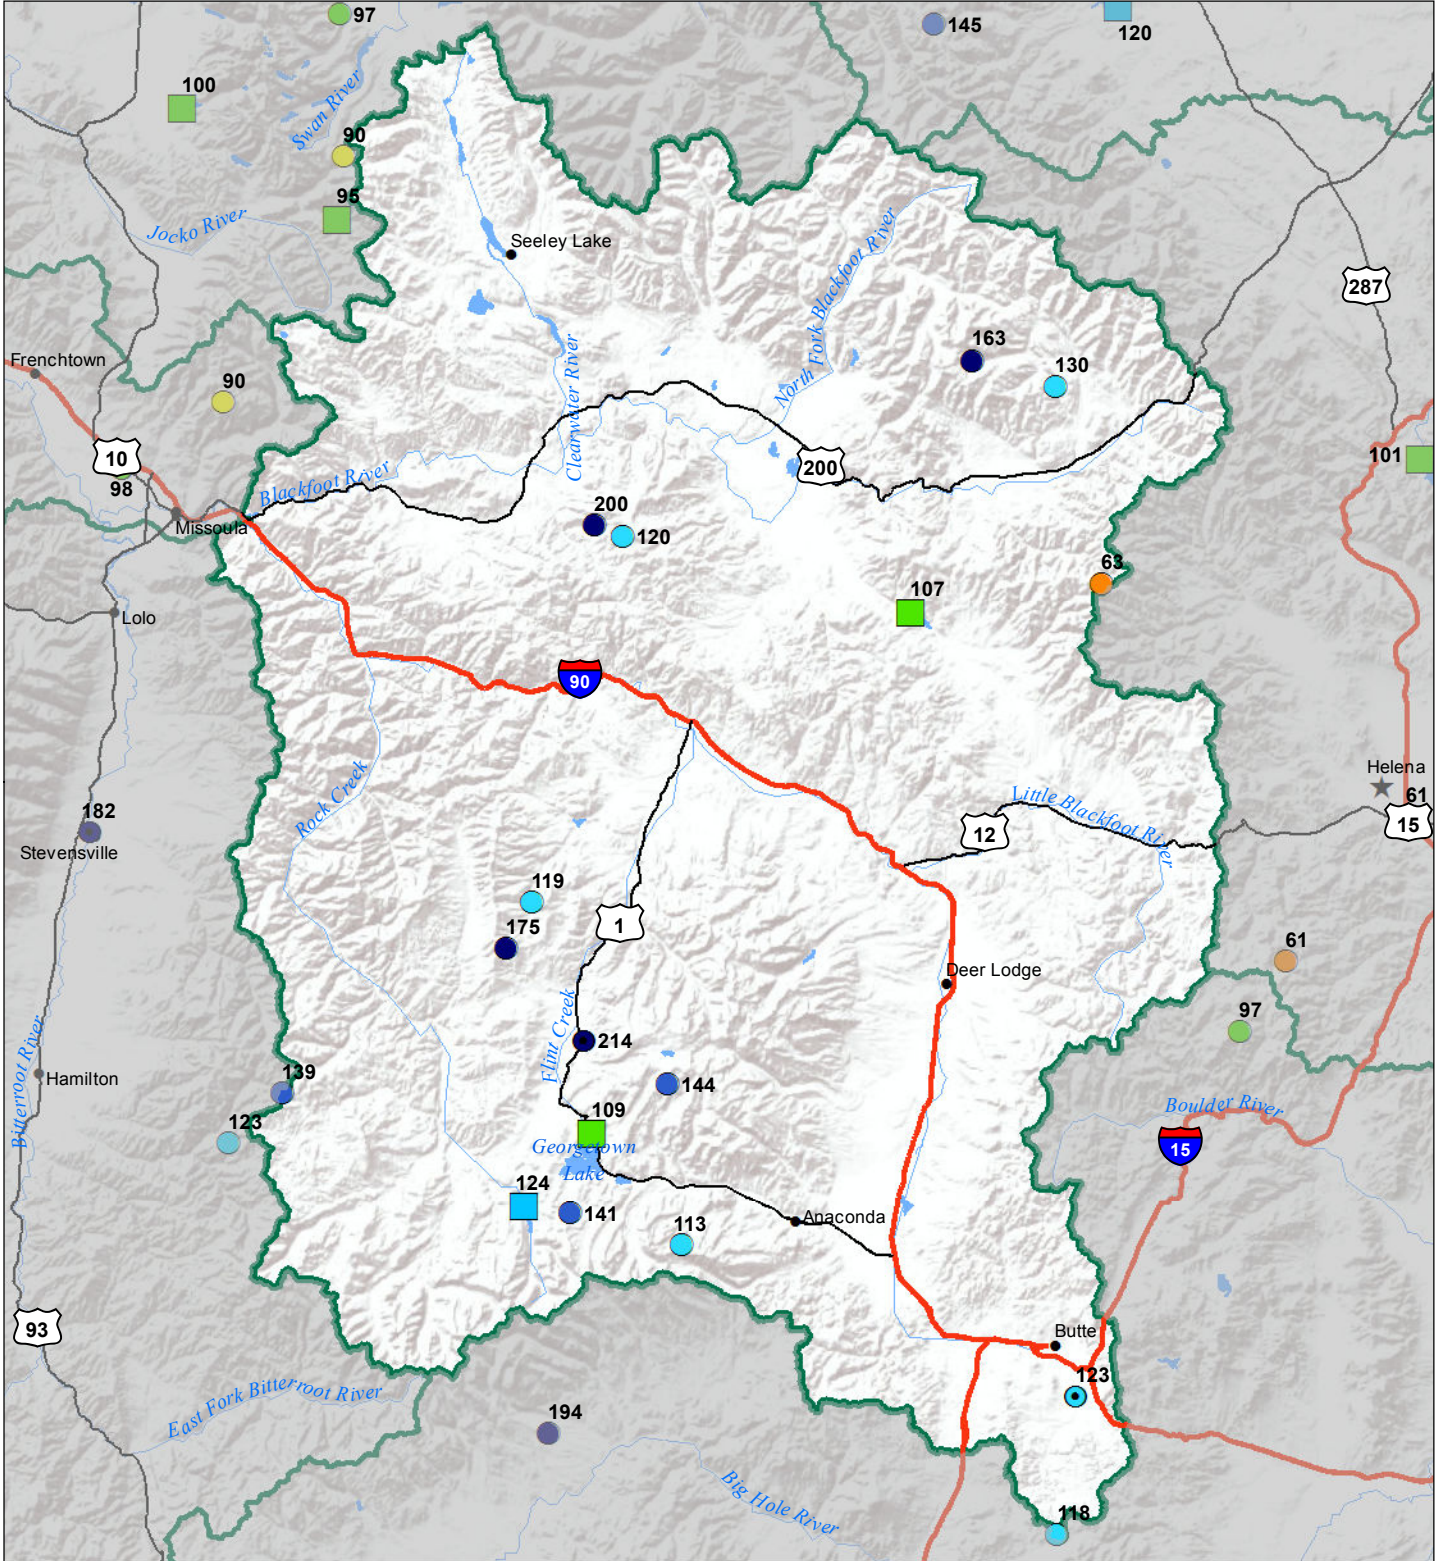 97
145
120
100
Swan River
90
95
Jocko River
Seeley Lake
287
North Fork Blackfoot River
163
130
Frenchtown
90
Clearwater River
10
98
101
200
Blackfoot River
200
120
Missoula
63
107
Lolo
90
Helena
61
15
Rock Creek
Little Blackfoot River
12
182
Stevensville
119
175
1
61
Deer Lodge
97
Flint Creek
214
Bitterroot River
Hamilton
139
144
Boulder River
123
109
15
Georgetown
Lake
124
141
113
Anaconda
93
Butte
123
East Fork Bitterroot River
194
Big Hole River
118